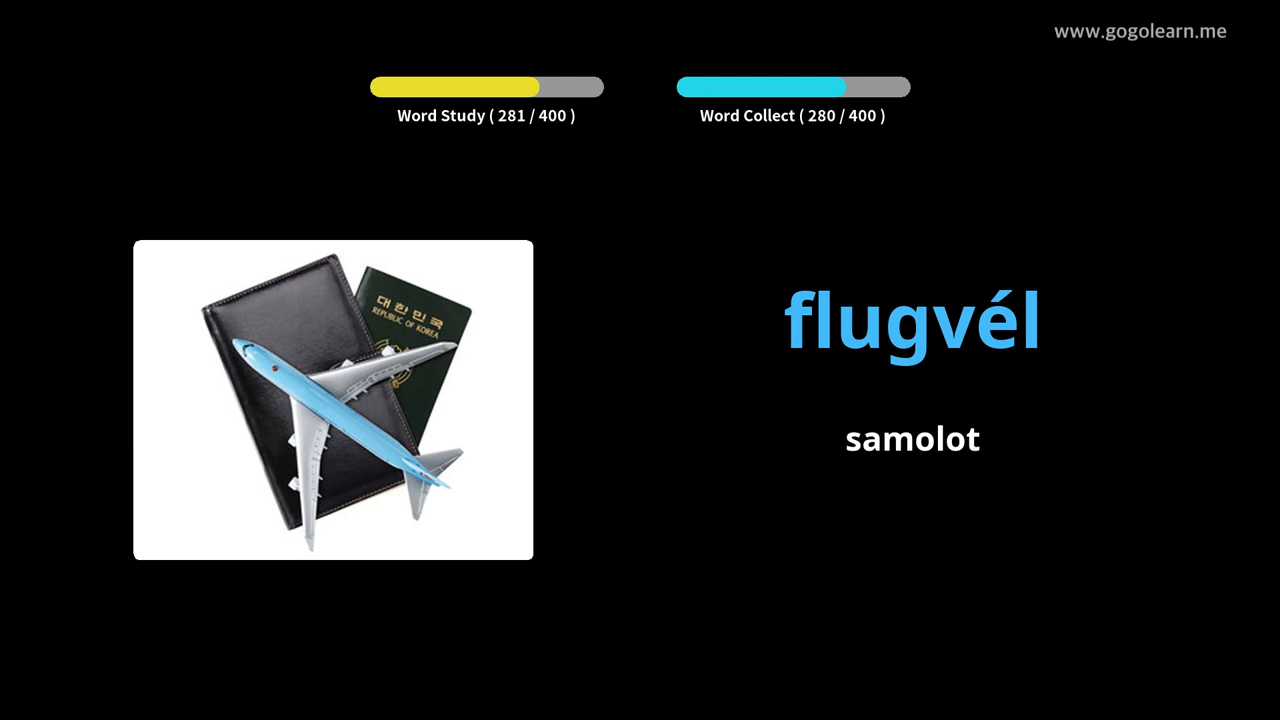 www.gogolearn.me
Word Study ( 281 / 400 )
Word Collect ( 280 / 400 )
대한민국
REPUBLIC OF KOREA
flugvél
samolot